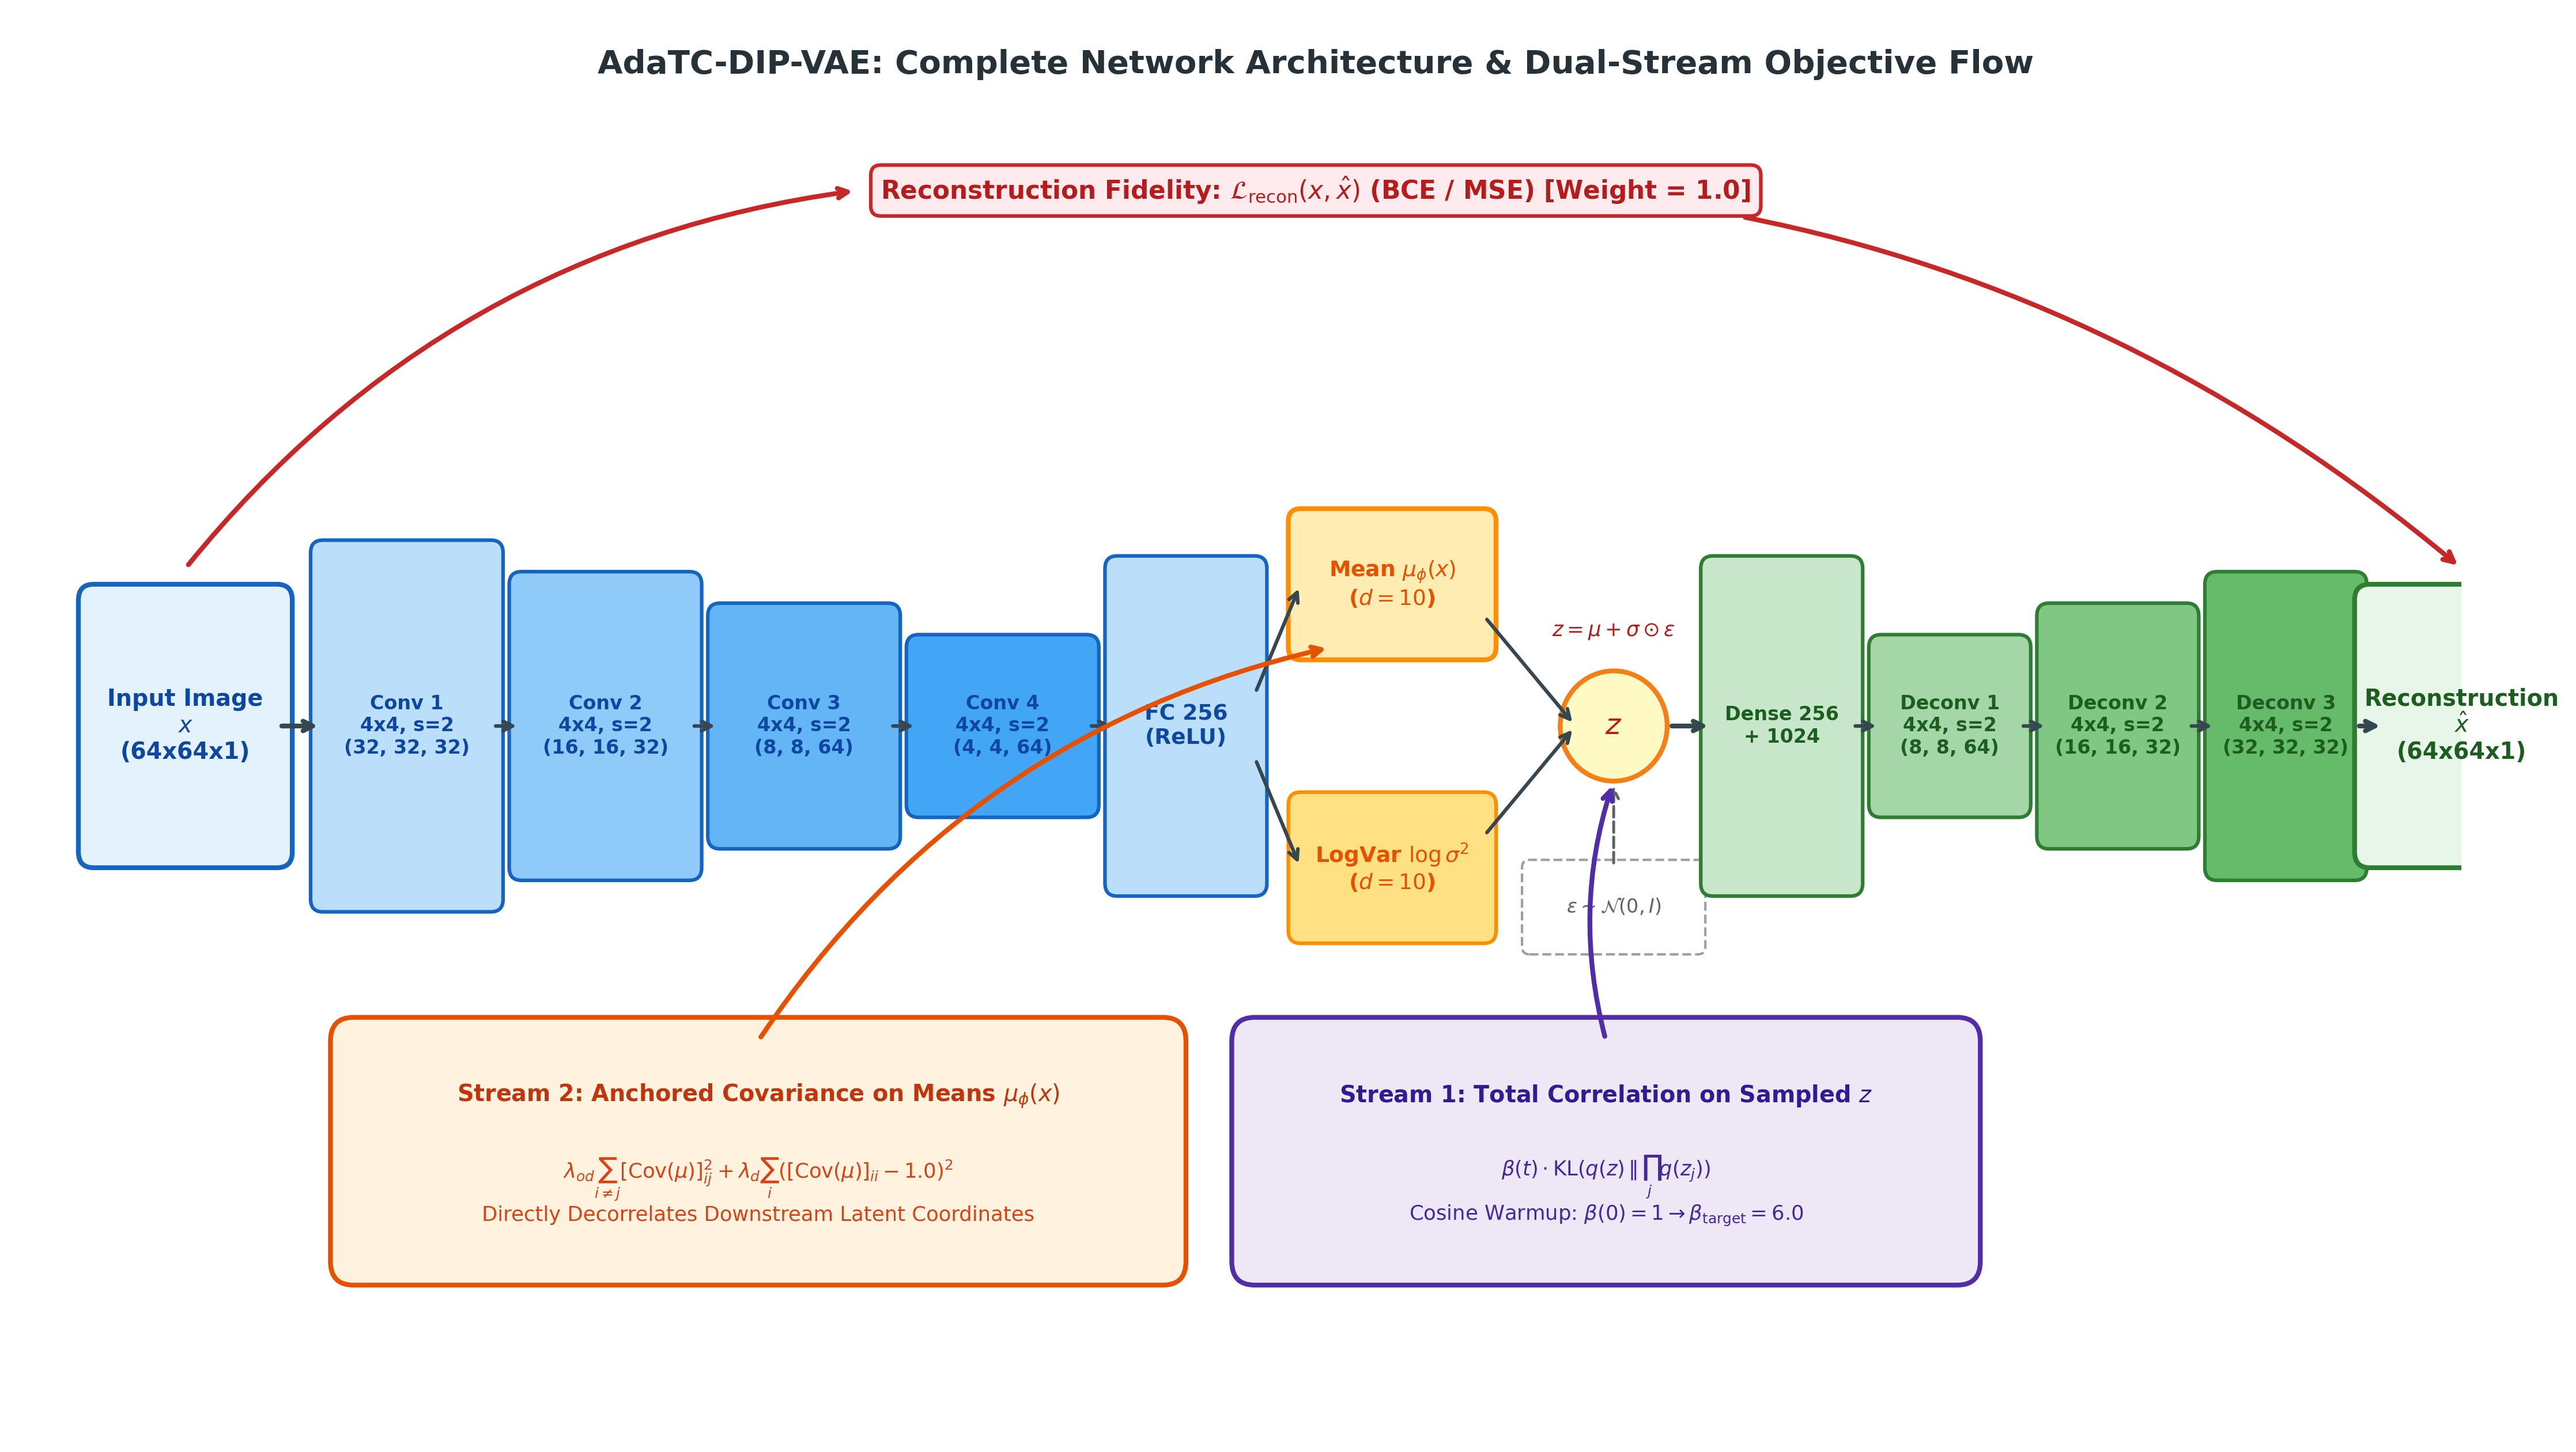 AdaTC-DIP-VAE: Complete Network Architecture & Dual-Stream Objective Flow
Reconstruction Fidelity: ℒ_recon(x, x̂) (BCE / MSE) [Weight = 1.0]
Input Image
x
(64x64x1)
Conv 1
4x4, s=2
(32, 32, 32)
Conv 2
4x4, s=2
(16, 16, 32)
Conv 3
4x4, s=2
(8, 8, 64)
Conv 4
4x4, s=2
(4, 4, 64)
FC 256
(ReLU)
Mean μ_ϕ(x)
(d = 10)
LogVar log σ²
(d = 10)
z = μ + σ ⊙ ε
z
ε ~ 𝒩(0, I)
Dense 256
+ 1024
Deconv 1
4x4, s=2
(8, 8, 64)
Deconv 2
4x4, s=2
(16, 16, 32)
Deconv 3
4x4, s=2
(32, 32, 32)
Reconstruction
x̂
(64x64x1)
Stream 2: Anchored Covariance on Means μ_ϕ(x)
λ_od ∑_{i≠j} [Cov(μ)]²_ij + λ_d ∑_i ([Cov(μ)]_ii − 1.0)²
Directly Decorrelates Downstream Latent Coordinates
Stream 1: Total Correlation on Sampled z
β(t) · KL(q(z) ∥ ∏_j q(z_j))
Cosine Warmup: β(0) = 1 → β_target = 6.0